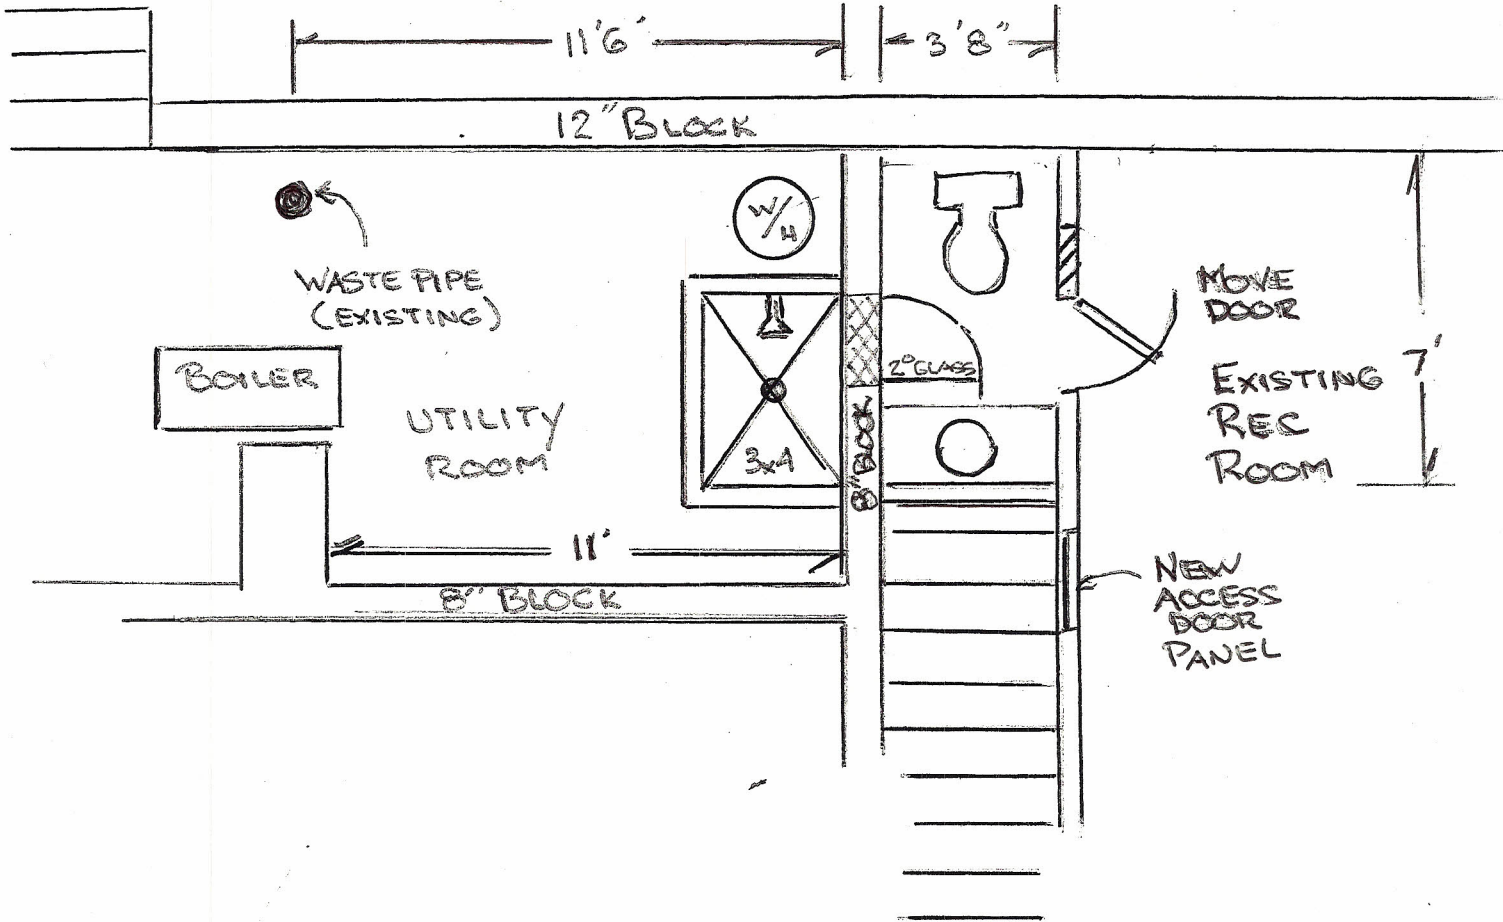 11'6"
3'8"
12" BLOCK
W/H
WASTE PIPE
(EXISTING)
MOVE
DOOR
BOILER
2⁰ GLASS
7'
EXISTING
REC
ROOM
UTILITY
ROOM
3x4
8" BLOCK
11'
8" BLOCK
NEW
ACCESS
DOOR
PANEL